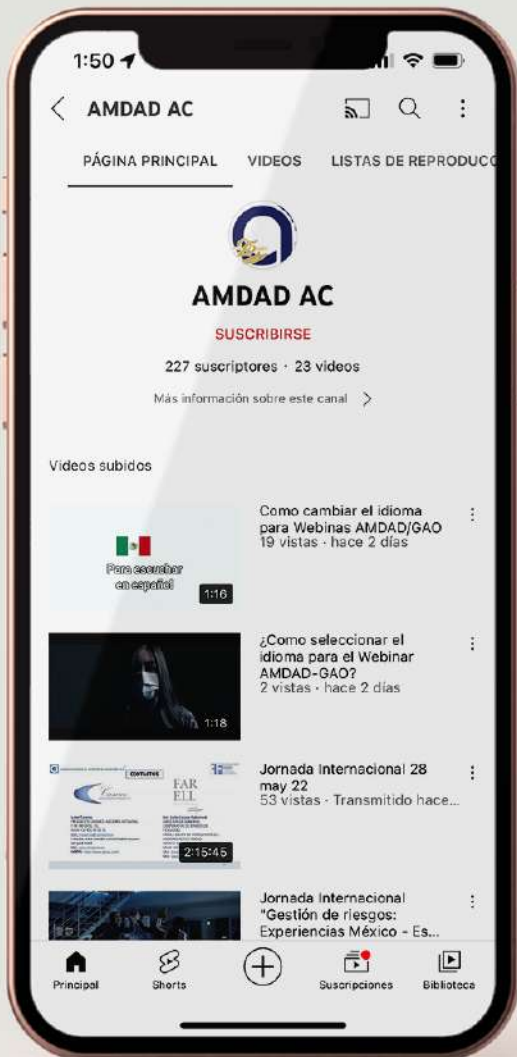 1:50
AMDAD AC
PÁGINA PRINCIPAL VIDEOS LISTAS DE REPRODUCC
AMDAD AC
SUSCRIBIRSE
227 suscriptores · 23 videos
Más información sobre este canal
Videos subidos
Para escuchar
en español
1:16
Como cambiar el idioma
para Webinas AMDAD/GAO
19 vistas · hace 2 días
1:18
¿Como seleccionar el
idioma para el Webinar
AMDAD-GAO?
2 vistas · hace 2 días
FAR
ELL
2:15:45
Jornada Internacional 28
may 22
53 vistas · Transmitido hace...
Jornada Internacional
"Gestión de riesgos:
Experiencias México - Es...
Principal
Shorts
Suscripciones
Biblioteca